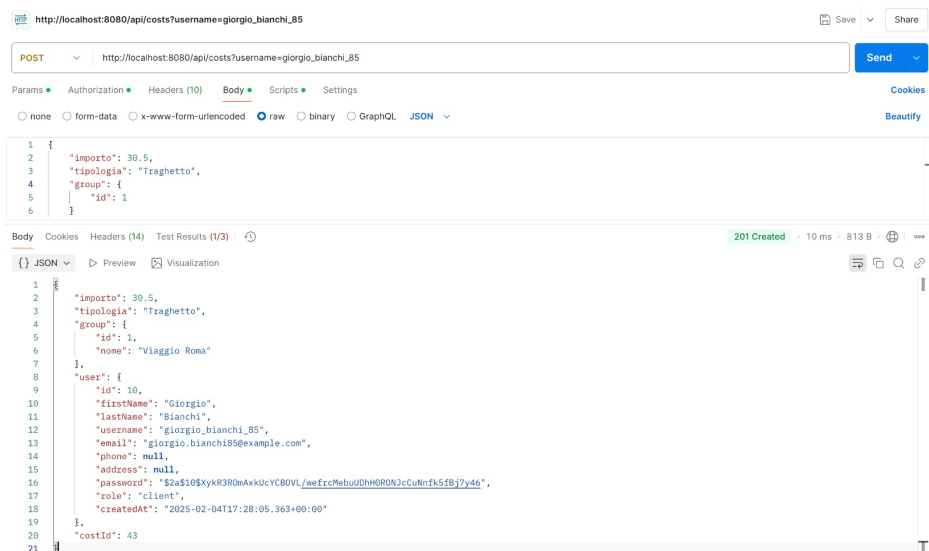 HTTP http://localhost:8080/api/costs?username=giorgio_bianchi_85 Save Share
POST http://localhost:8080/api/costs?username=giorgio_bianchi_85 Send
Params Authorization Headers (10) Body Scripts Settings Cookies
none form-data x-www-form-urlencoded raw binary GraphQL JSON Beautify
1 {
2 "importo": 30.5,
3 "tipologia": "Traghetto",
4 "group": {
5 "id": 1
6 }
Body Cookies Headers (14) Test Results (1/3) 201 Created 10 ms 813 B
{} JSON Preview Visualization
1 {
2 "importo": 30.5,
3 "tipologia": "Traghetto",
4 "group": {
5 "id": 1,
6 "nome": "Viaggio Roma"
7 },
8 "user": {
9 "id": 10,
10 "firstName": "Giorgio",
11 "lastName": "Bianchi",
12 "username": "giorgio_bianchi_85",
13 "email": "giorgio.bianchi85@example.com",
14 "phone": null,
15 "address": null,
16 "password": "$2a$10$XykR3ROmAxkUcYCBOVL/wefrcMebuUDhH0RONJcCuNnfk5fBj7y46",
17 "role": "client",
18 "createdAt": "2025-02-04T17:28:05.363+00:00"
19 },
20 "costId": 43
21 }